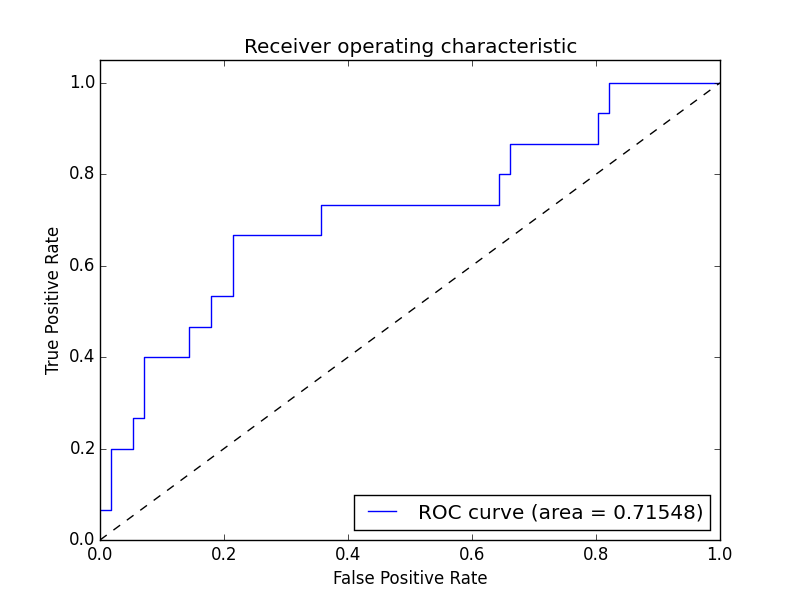 Receiver operating characteristic
1.0
0.8
0.6
0.4
0.2
0.0
True Positive Rate
ROC curve (area = 0.71548)
0.0 0.2 0.4 0.6 0.8 1.0
False Positive Rate